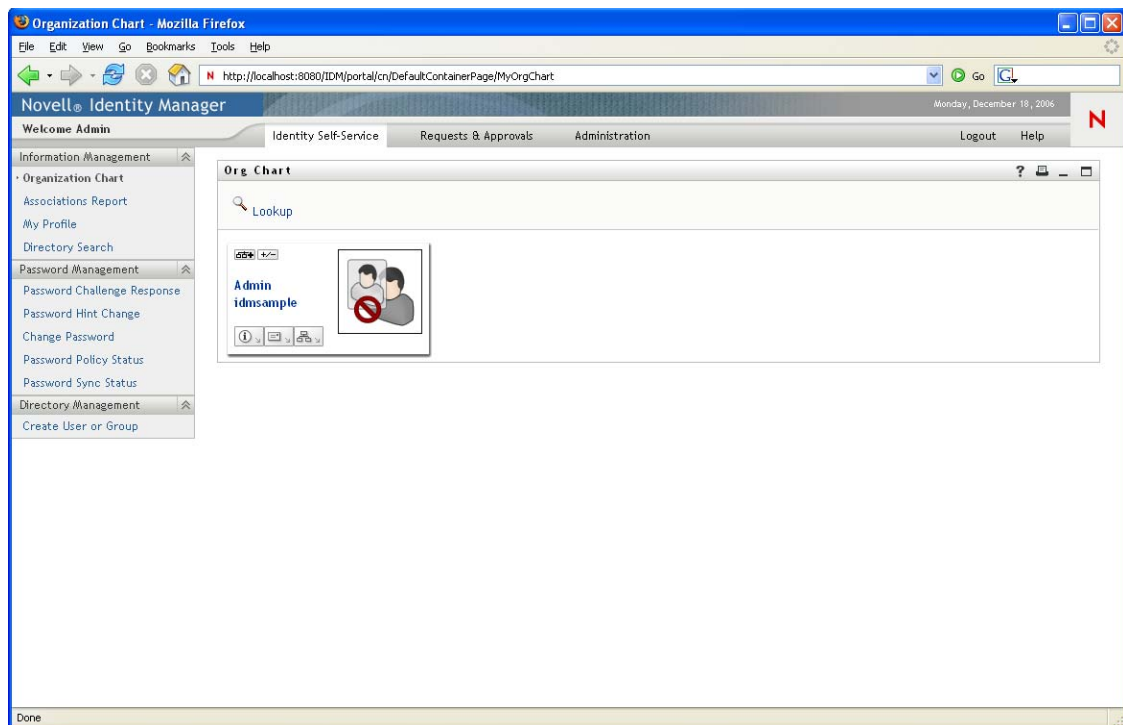 Organization Chart - Mozilla Firefox
File Edit View Go Bookmarks Tools Help
N http://localhost:8080/IDM/portal/cn/DefaultContainerPage/MyOrgChart Go G
Novell® Identity Manager Monday, December 18, 2006 N
Welcome Admin Identity Self-Service Requests & Approvals Administration Logout Help
Information Management
· Organization Chart
Associations Report
My Profile
Directory Search
Password Management
Password Challenge Response
Password Hint Change
Change Password
Password Policy Status
Password Sync Status
Directory Management
Create User or Group
Org Chart ?
Lookup
+/-
Admin
idmsample
Done